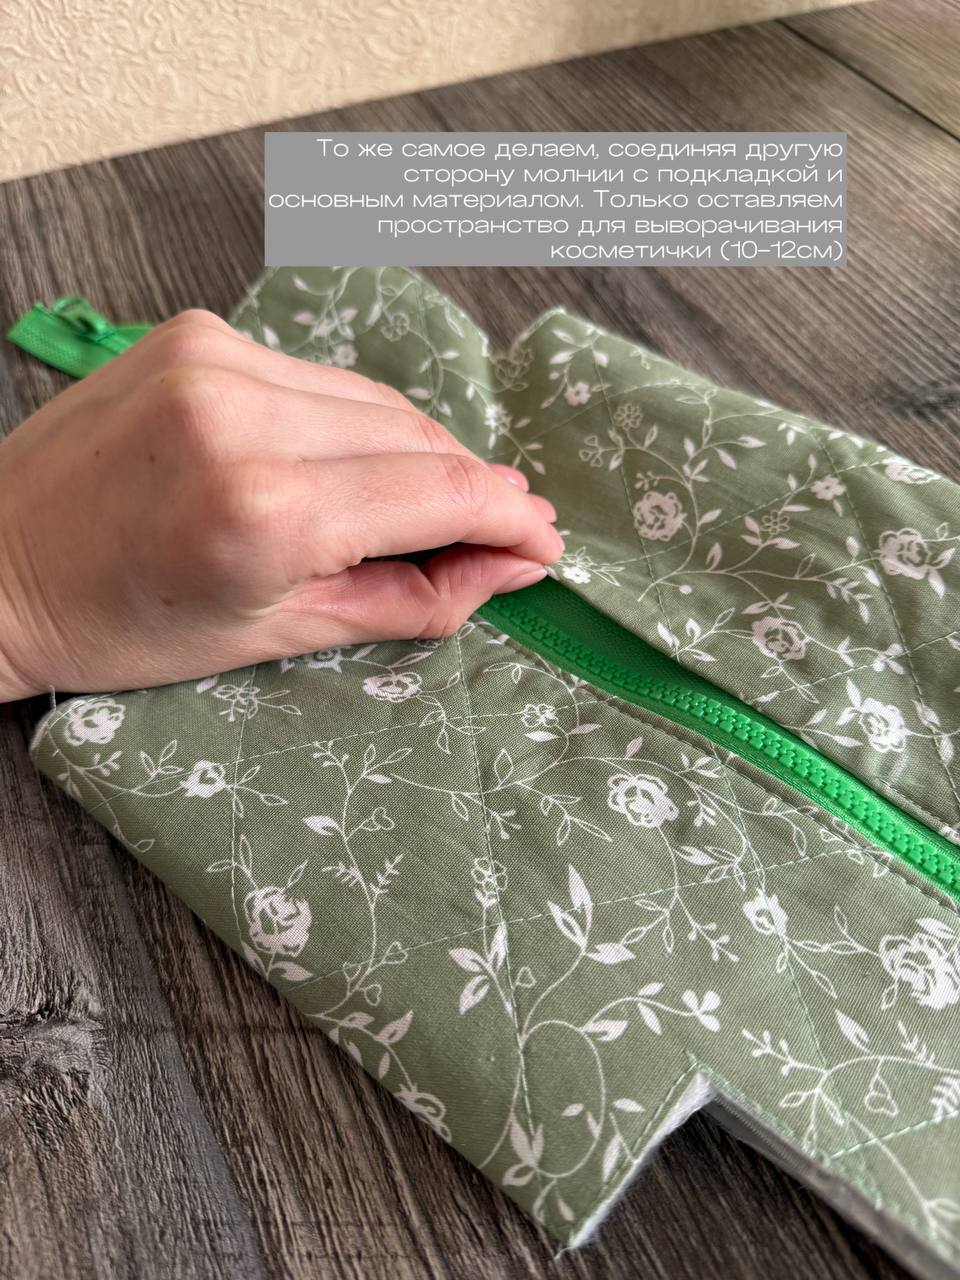 То же самое делаем, соединяя другую
сторону молнии с подкладкой и
основным материалом. Только оставляем
пространство для выворачивания
косметички (10-12см)